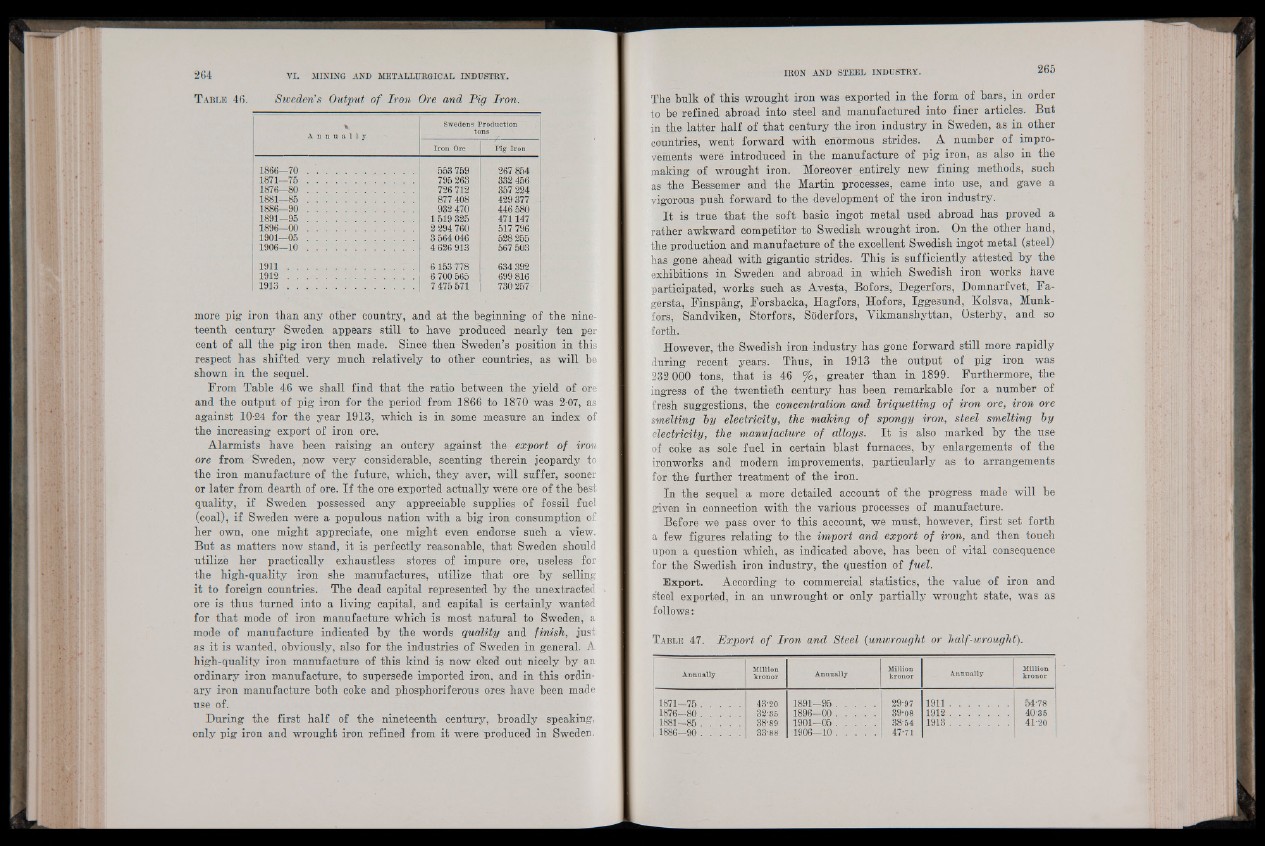 264 VI. MINING AND METALLURGICAL INDUSTRY.
TABLE 46. Sweden's Output of Iron Ore and Pig Iron.
Annually
Swedens Production
tons
Iron Ore Pig Iron
1866—70 . . . . . . . . . . . . 553 759 267 854
1871—75 . . . . . . . . . . . . 795 263 332 456
1876—80 . . . . . . . . . . . . 726 712 357 224
1881—85 . . . . . . . . . . . . 877 408 429 377
1886—90 . . . . . . . . . . . . 932 470 446 580
1891—95 . . . . . . . . . . . . 1 519 325 471 147
1896—00 . . . . . . . . . . . . 2 294 760 517 796
1901—05 . . . . . . . . . . . . 3 564 046 528 255
1906—10 . . . . . . . . . . . . 4 626 913 567 503
1911 . . . . . . . . . . . . . . 6 153 778 634 392
1912 . . . . . . . . . . . . . . 6 700 565 699 816
1913 . . . . . . . . . . . . . . 7 475 571 730 257
more pig iron than any other country, and at the beginning of the nine-
teenth century Sweden appears still to have produced nearly ten per
cent of all the pig iron then made. Since then Sweden's position in this
respect has shifted very much relatively to other countries, as will be
shown in the sequel.
From Table 46 we shall find that the ratio between the yield of ore
and the output of pig iron for the period from 1866 to 1870 was 2·07, as
against 10·24 for the year 1913, which is in some measure an index of
the increasing export of iron ore.
Alarmists have been raising an outcry against the export of iron
ore from Sweden, now very considerable, scenting therein jeopardy to
the iron manufacture of the future, which, they aver, will suffer, sooner
or later from dearth of ore. If the ore exported actually were ore of the best
quality, if Sweden possessed any appreciable supplies of fossil fuel
(coal), if Sweden were a populous nation with a big iron consumption of
her own, one might appreciate, one might even endorse such a view.
But as matters now stand, it is perfectly reasonable, that Sweden should
utilize her practically exhaustless stores of impure ore, useless for
the high-quality iron she manufactures, utilize that ore by selling
it to foreign countries. The dead capital represented by the unextracted
ore is thus turned into a living capital, and capital is certainly wanted
for that mode of iron manufacture which is most natural to Sweden, a
mode of manufacture indicated by the words quality and finish, just
as it is wanted, obviously, also for the industries of Sweden in general. A
high-quality iron manufacture of this kind is now eked out nicely by an
ordinary iron manufacture, to supersede imported iron, and in this ordin-
ary iron manufacture both coke and phosphoriferous ores have been made
use of.
During the first half of the nineteenth century, broadly speaking,
only pig iron and wrought iron refined from it were produced in Sweden.
IRON AND STEEL INDUSTRY. 265
The bulk of this wrought iron was exported in the form of bars, in order
to be refined abroad into steel and manufactured into finer articles. But
in the latter half of that century the iron industry in Sweden, as in other
countries, went forward with enormous strides. A number of impro-
vements were introduced in the manufacture of pig iron, as also in the
making of wrought iron. Moreover entirely new fining methods, such
as the Bessemer and the Martin processes, came into use, and gave a
vigorous push forward to the development of the iron industry.
It is true that the soft basic ingot metal used abroad has proved a
rather awkward competitor to Swedish wrought iron. On the other hand,
the production and manufacture of the excellent Swedish ingot metal (steel)
has gone ahead with gigantic strides. This is sufficiently attested by the
exhibitions in Sweden and abroad in which Swedish iron works have
participated, works such as Avesta, Bofors, Degerfors, Domnarfvet, Fa-
gersta, Finspång, Forsbacka, Hagfors, Hofors, Iggesund, Kolsva, Munk-
fors, Sandviken, Storfors, Söderfors, Vikmanshyttan, Österby, and so
forth.
However, the Swedish iron industry has gone forward still more rapidly
during recent years. Thus, in 1913 the output of pig iron was
232 000 tons, that is 46 %, greater than in 1899. Furthermore, the
ingress of the twentieth century has been remarkable for a number of
fresh suggestions, the concentration and briquetting of iron ore, iron ore
smelting by electricity, the making of spongy iron, steel smelting by
electricity, the manufacture of alloys. It is also marked by the use
of coke as sole fuel in certain blast furnaces, by enlargements of the
ironworks and modern improvements, particularly as to arrangements
for the further treatment of the iron.
In the sequel a more detailed account of the progress made will be
given in connection with the various processes of manufacture.
Before we pass over to this account, we must, however, first set forth
a few figures relating to the import and export of iron, and then touch
upon a question which, as indicated above, has been of vital consequence
for the Swedish iron industry, the question of fuel.
Export. According to commercial statistics, the value of iron and
steel exported, in an unwrought or only partially wrought state, was as
follows:
TABLE 47. Export of Iron and Steel (unwrought or half-wrought).
Annually Million kronor Annually Million kronor Annually Million kronor
1871—75 . . . . . 43·20 1891—95 . . . . . 29·97 1911 . . . . . . . 54·78
1876—80 . . . . . 32·35 1896—00 . . . . . 39·08 1912 . . . . . . . 40·35
1881—85 . . . . . 38·89 1901—05 . . . . . 38·54 1913 . . . . . . . 41·20
1886—90 . . . . . 33·88 1906—10 . . . . . 47·71